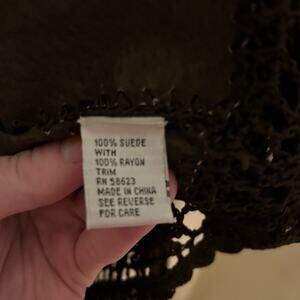 100% SUEDE
WITH
100% RAYON
TRIM
RN 58623
MADE IN CHINA
SEE REVERSE
FOR CARE